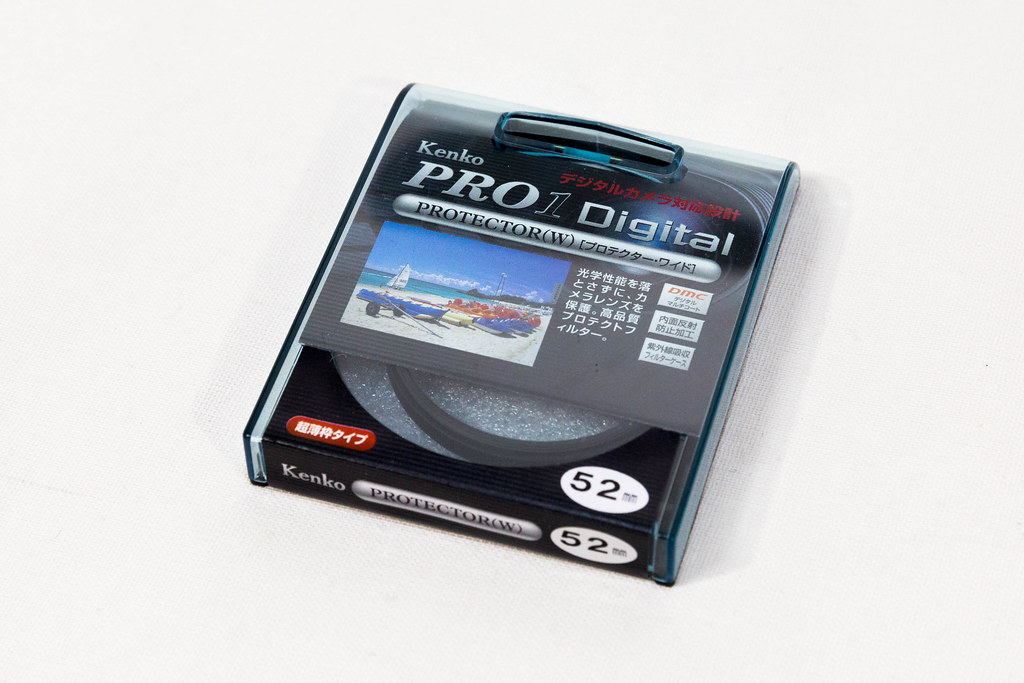 Kenko
PRO1 Digital
デジタルカメラ対応設計
PROTECTOR(W) [プロテクター・ワイド]
光学性能を落
とさずに、カ
メラレンズを
保護。高品質
プロテクトフ
ィルター。
DMC
デジタル
マルチコート
内面反射
防止加工
紫外線吸収
フィルターケース
超薄枠タイプ
52mm
Kenko PROTECTOR(W) 52mm